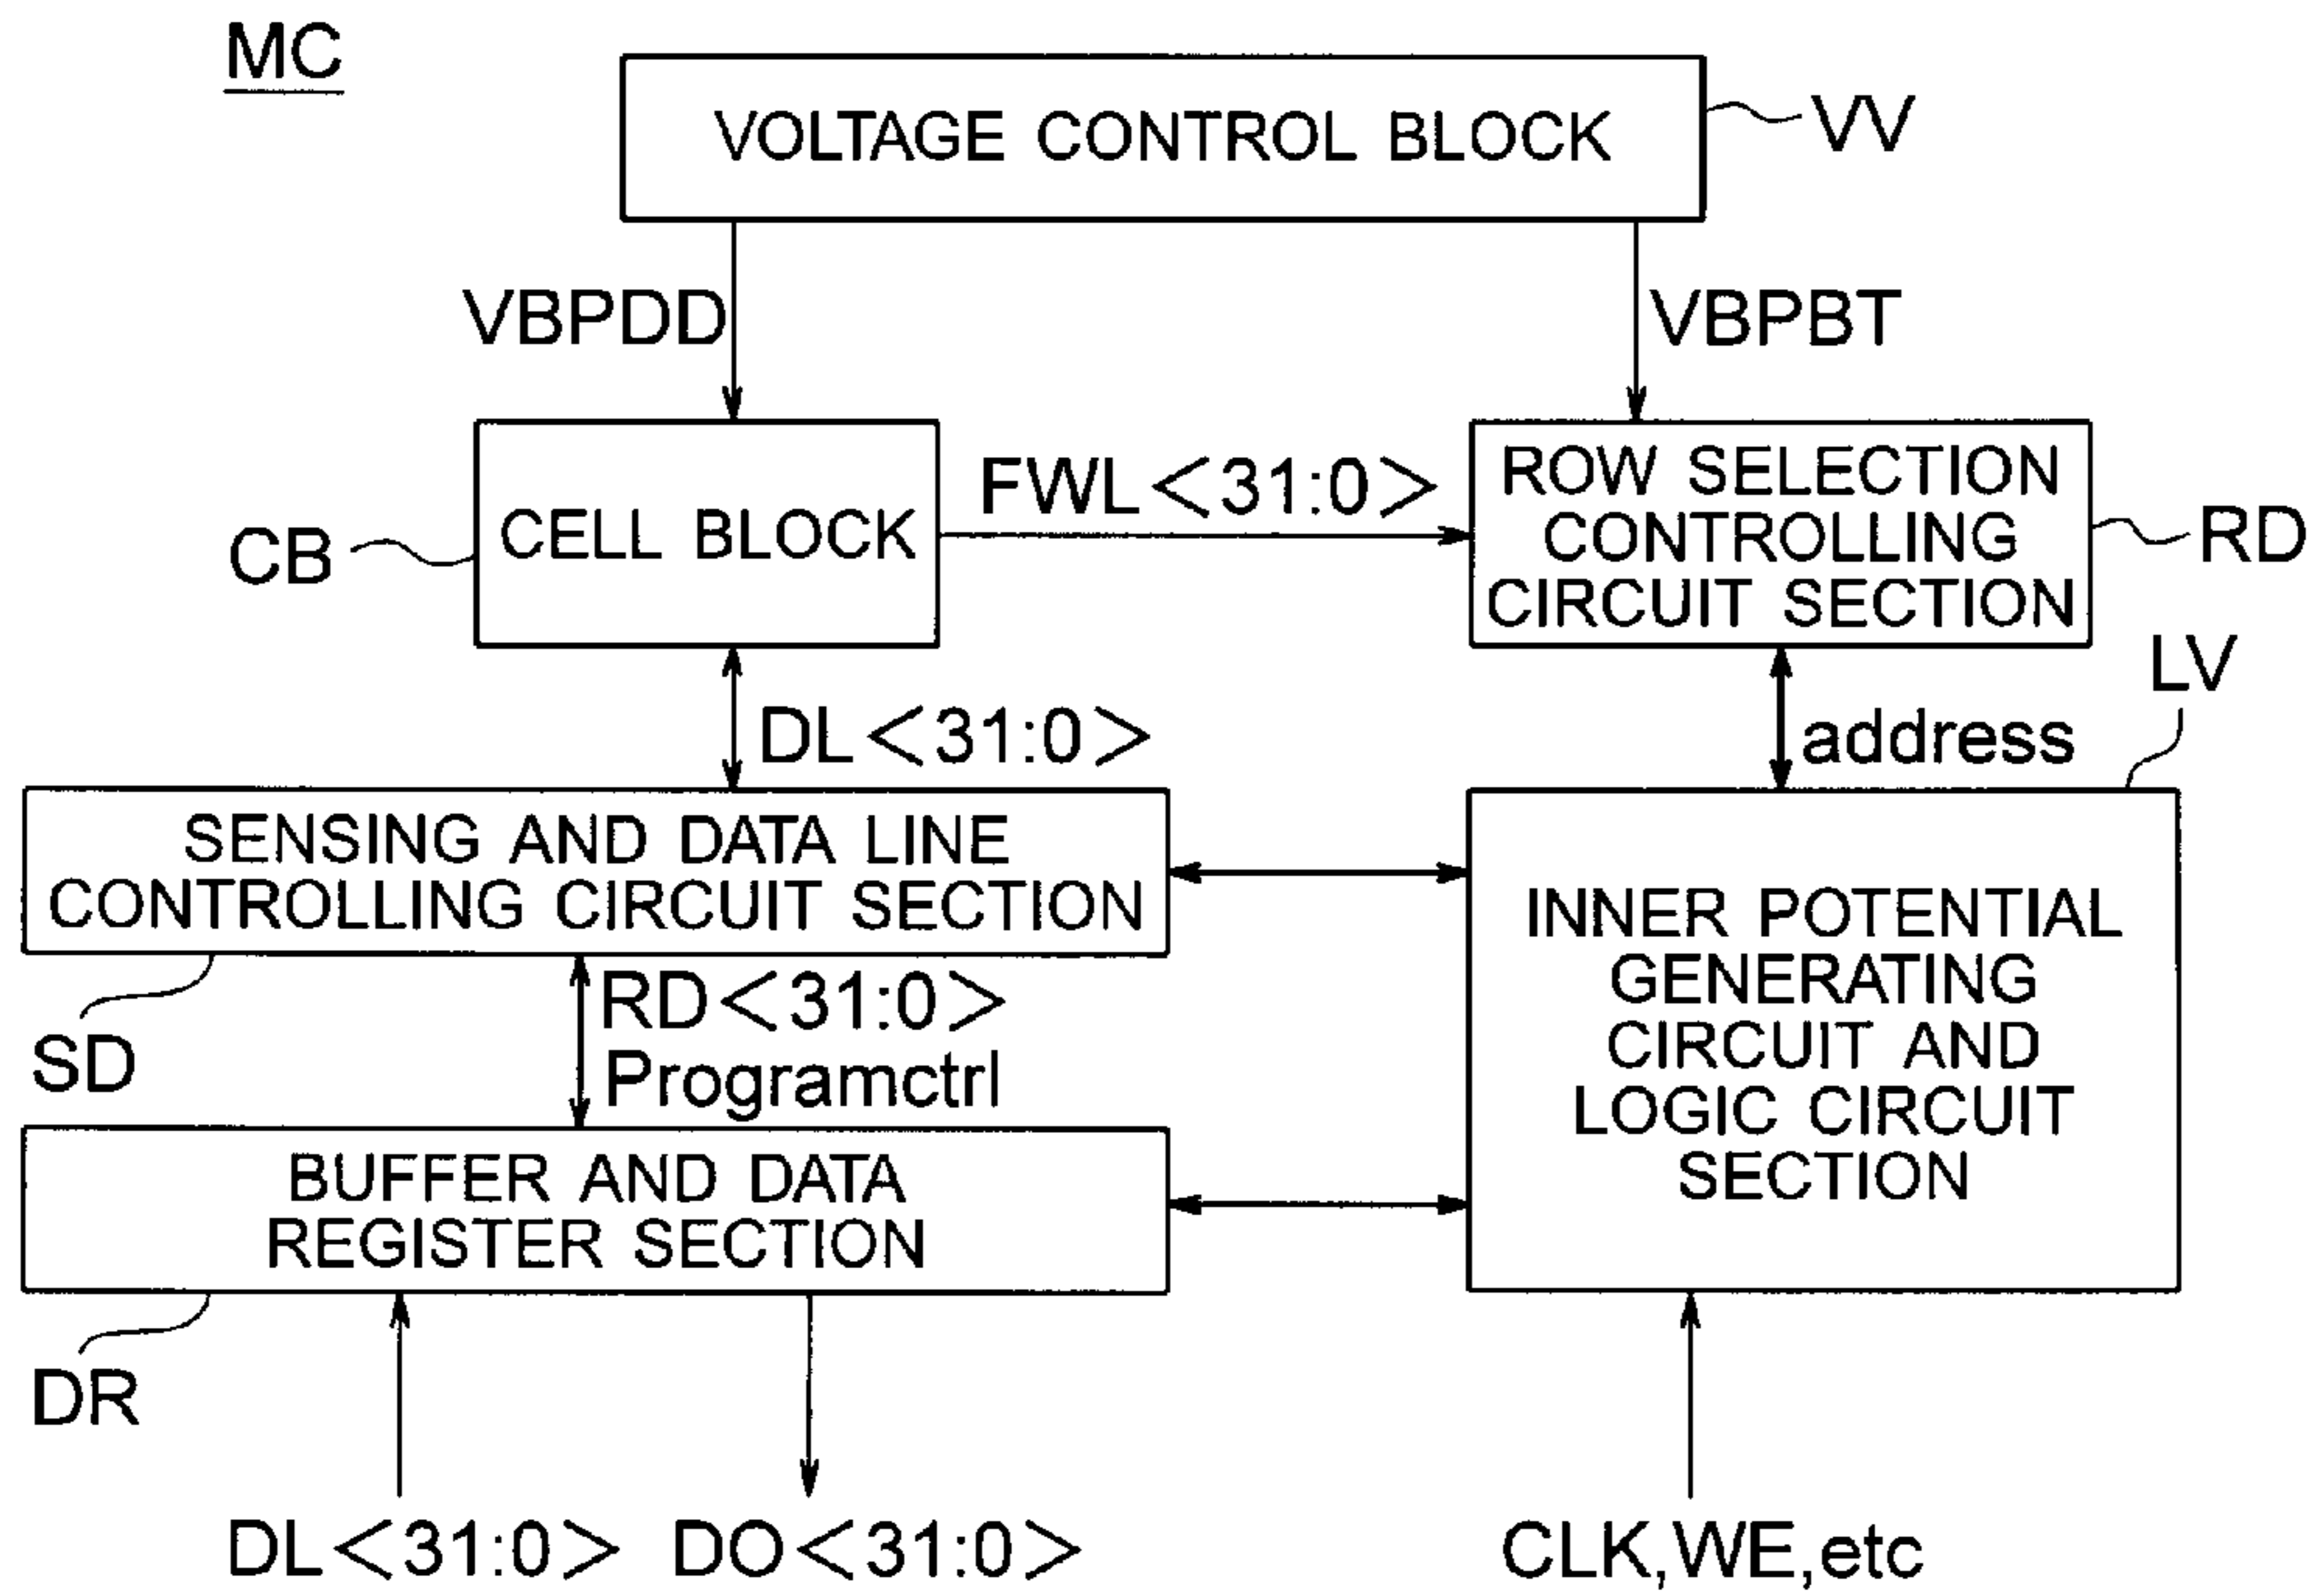 MC
VOLTAGE CONTROL BLOCK
VV
VBPDD
VBPBT
CB
CELL BLOCK
FWL<31:0>
ROW SELECTION
CONTROLLING
CIRCUIT SECTION
RD
LV
DL<31:0>
address
SENSING AND DATA LINE
CONTROLLING CIRCUIT SECTION
SD
RD<31:0>
Programctrl
INNER POTENTIAL
GENERATING
CIRCUIT AND
LOGIC CIRCUIT
SECTION
BUFFER AND DATA
REGISTER SECTION
DR
DL<31:0>
DO<31:0>
CLK,WE,etc